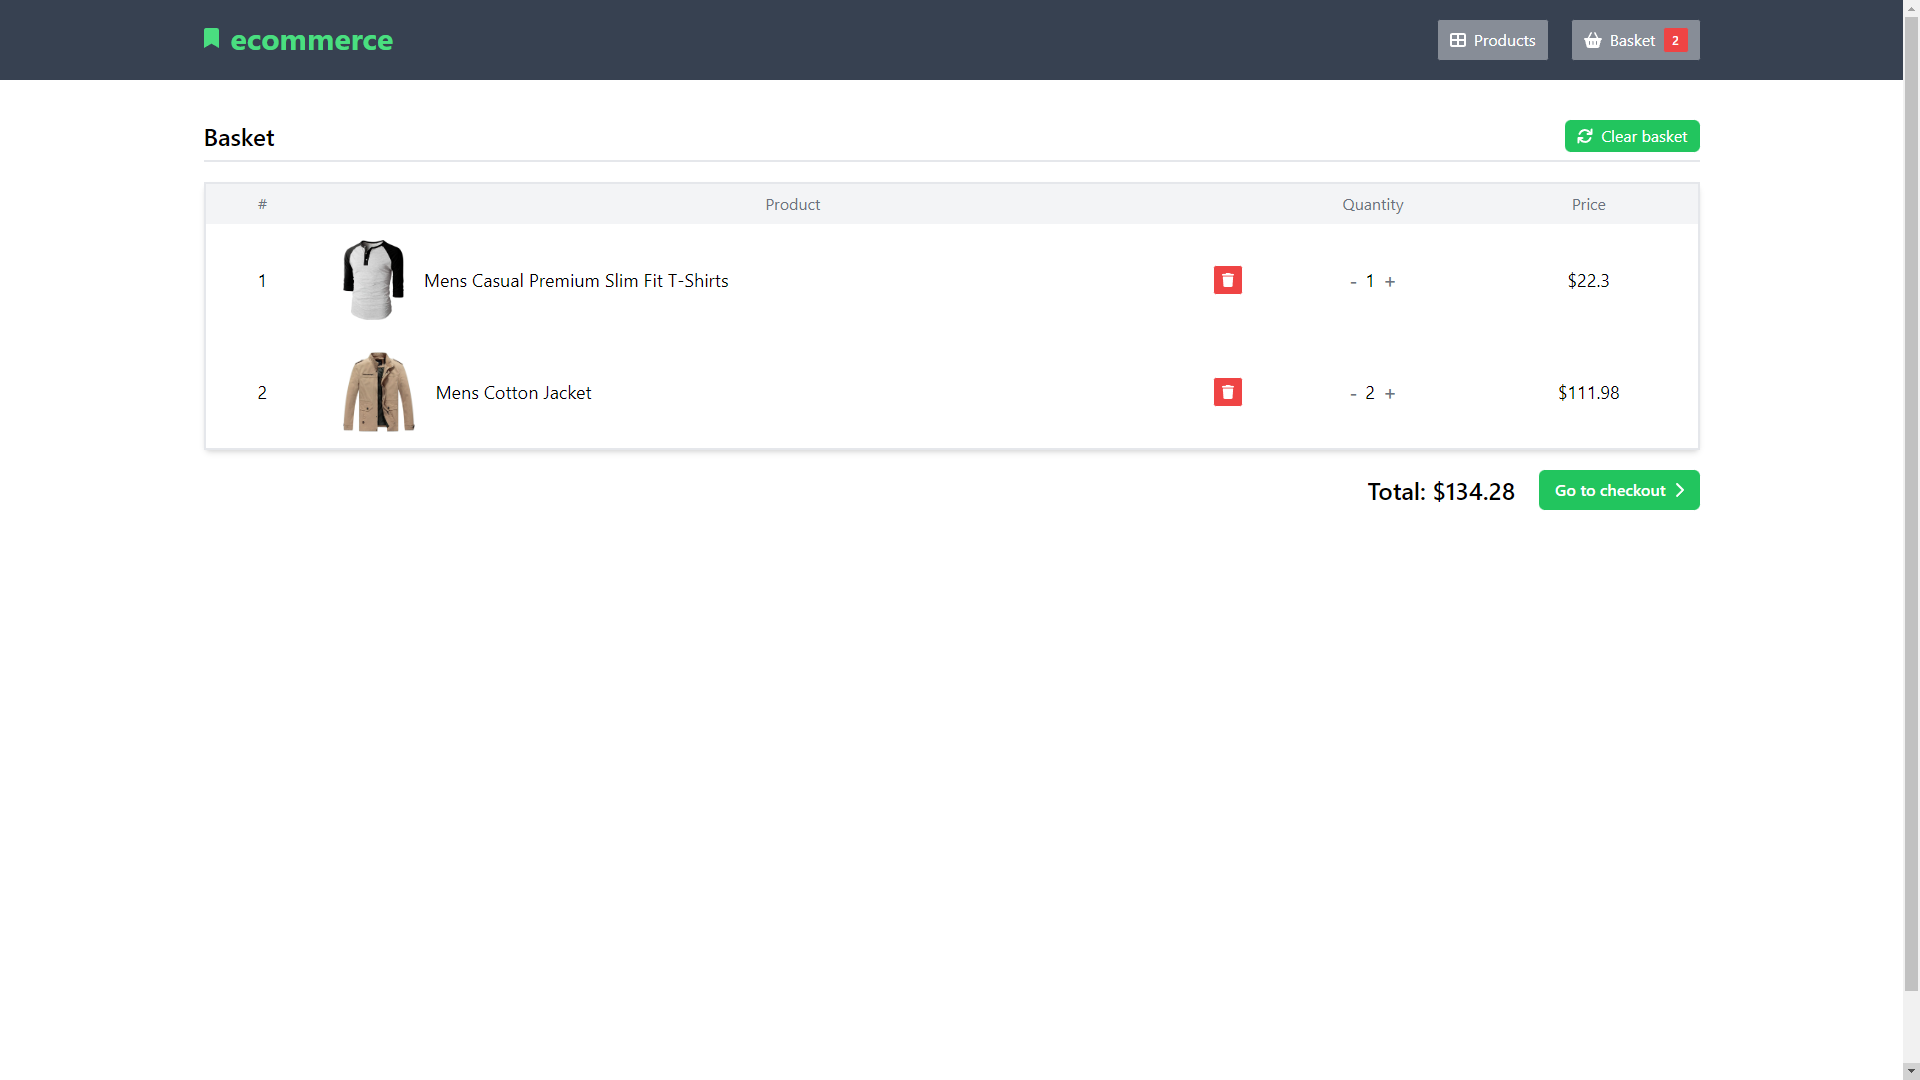 ecommerce
Products
Basket 2
Basket
Clear basket
# Product Quantity Price
1 Mens Casual Premium Slim Fit T-Shirts - 1 + $22.3
2 Mens Cotton Jacket - 2 + $111.98
Total: $134.28
Go to checkout